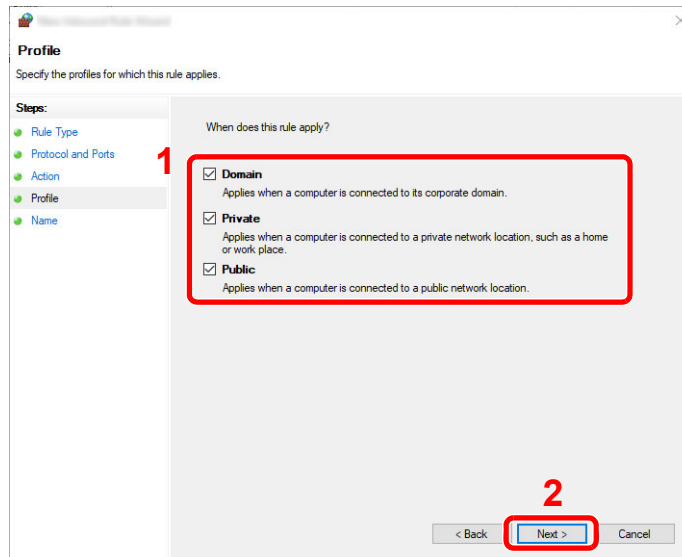 Profile
Specify the profiles for which this rule applies.
Steps:
Rule Type
Protocol and Ports
Action
Profile
Name
When does this rule apply?
1
Domain
Applies when a computer is connected to its corporate domain.
Private
Applies when a computer is connected to a private network location, such as a home
or work place.
Public
Applies when a computer is connected to a public network location.
2
< Back
Next >
Cancel